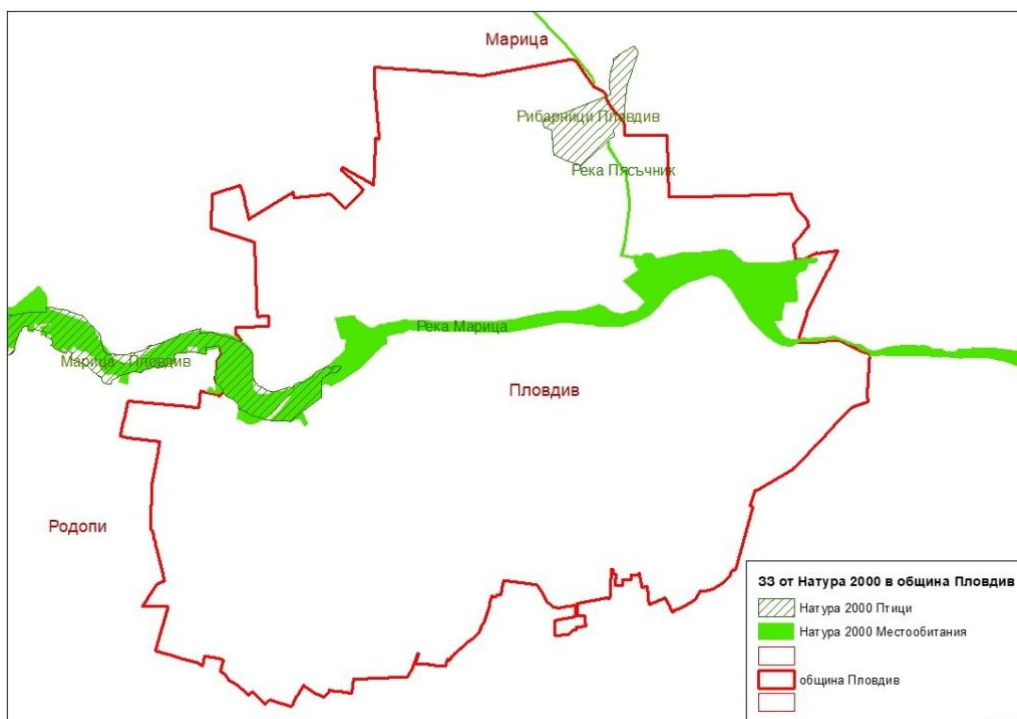 Марица
Рибарници Пловдив
Река Пясъчник
Река Марица
Марица - Пловдив
Пловдив
Родопи
ЗЗ от Натура 2000 в община Пловдив
Натура 2000 Птици
Натура 2000 Местообитания
община Пловдив